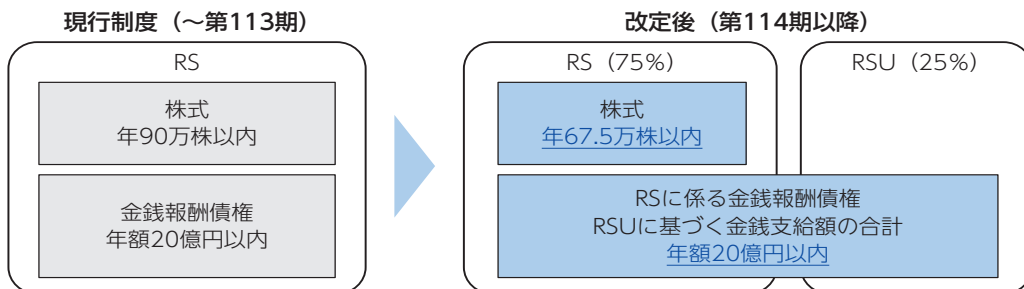 現行制度（～第113期）
RS
株式
年90万株以内
金銭報酬債権
年額20億円以内
改定後（第114期以降）
RS（75%）
RSU（25%）
株式
年67.5万株以内
RSに係る金銭報酬債権
RSUに基づく金銭支給額の合計
年額20億円以内